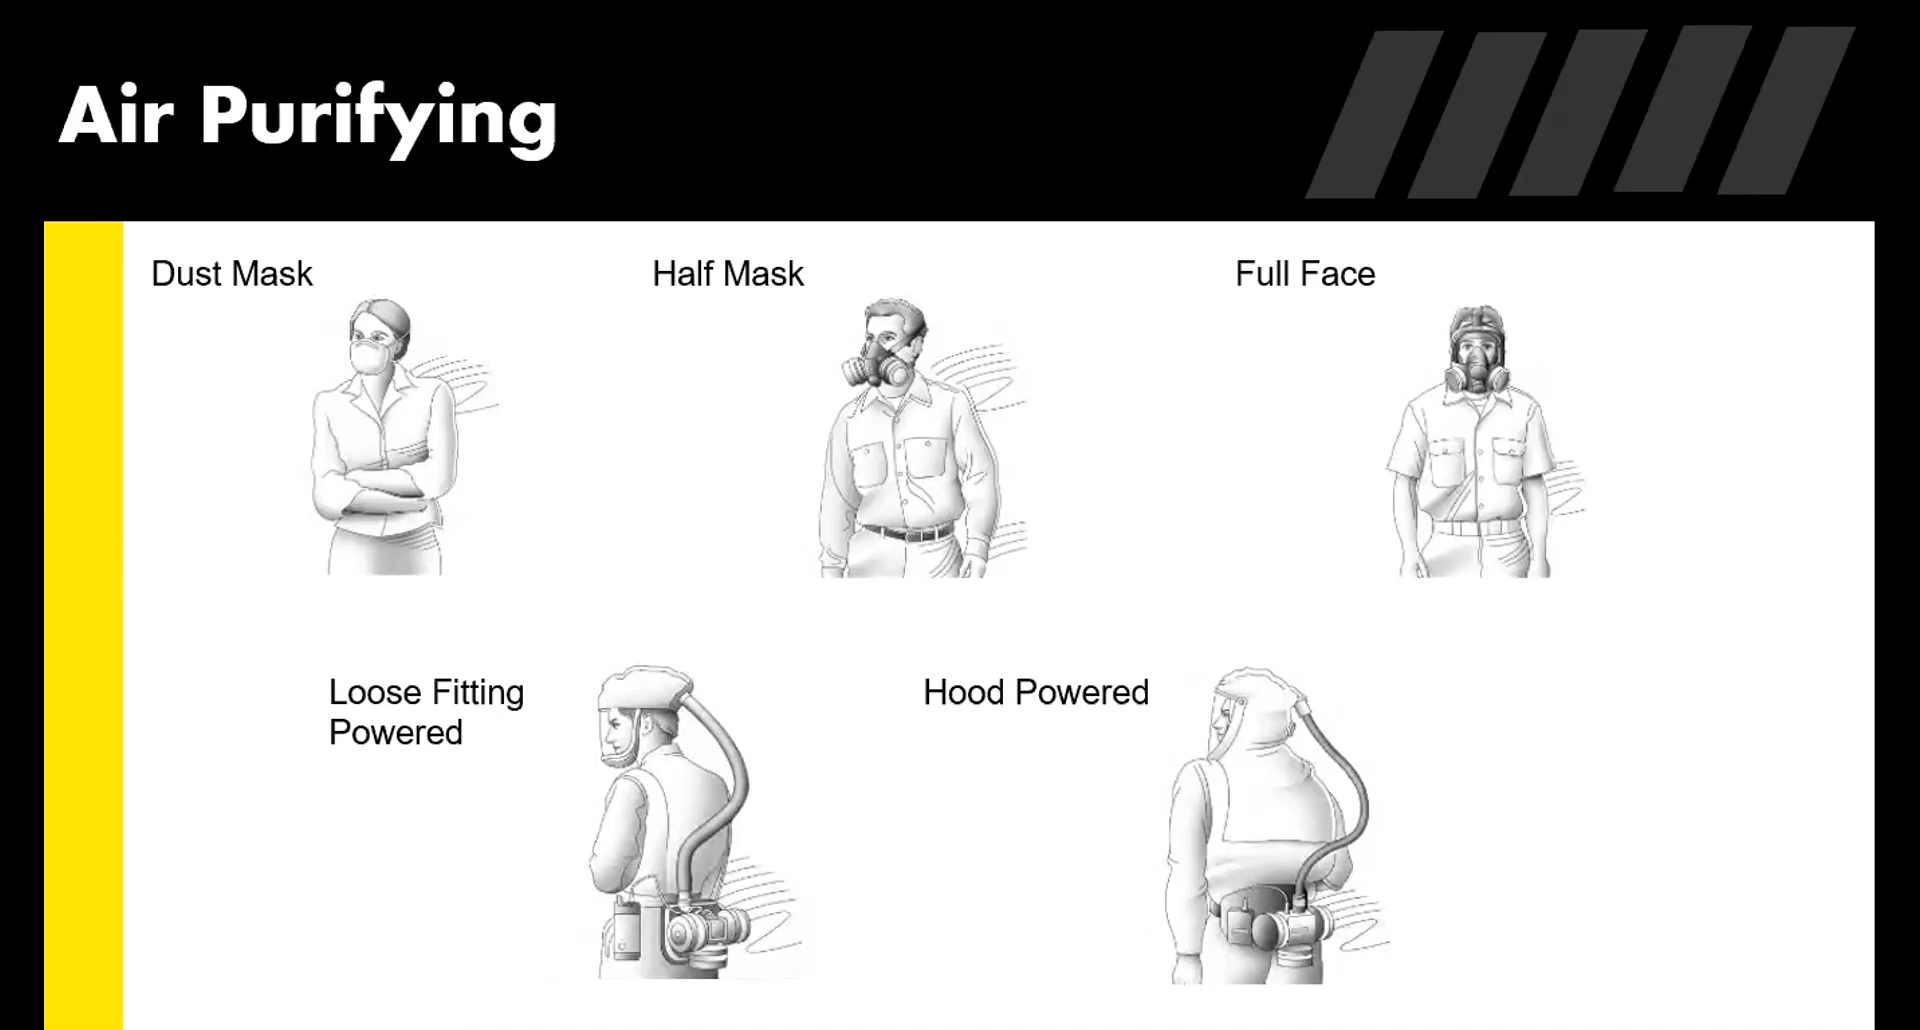 Air Purifying
Dust Mask
Half Mask
Full Face
Loose Fitting
Powered
Hood Powered